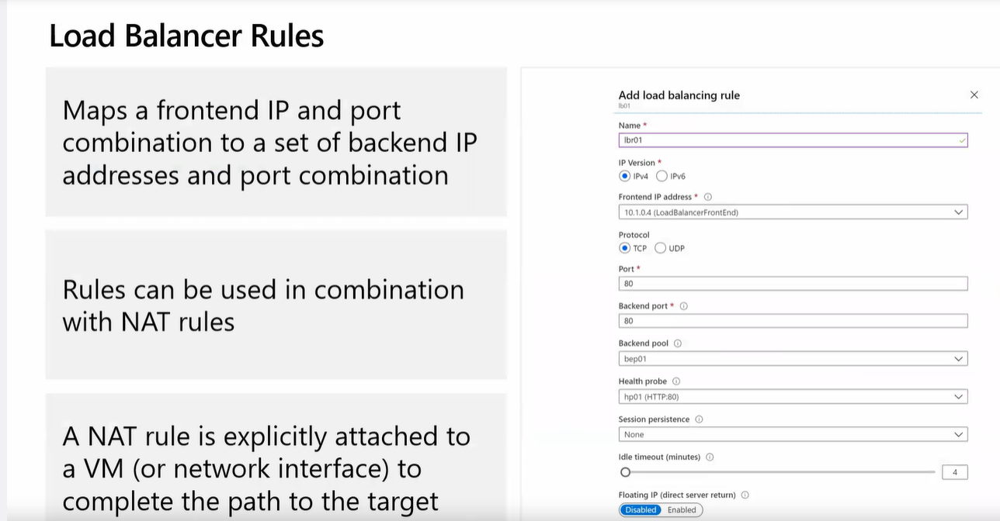 Load Balancer Rules
Maps a frontend IP and port
combination to a set of backend IP
addresses and port combination
Rules can be used in combination
with NAT rules
A NAT rule is explicitly attached to
a VM (or network interface) to
complete the path to the target
Add load balancing rule
lb01
Name *
lbr01
IP Version *
IPv4 IPv6
Frontend IP address *
10.1.0.4 (LoadBalancerFrontEnd)
Protocol
TCP UDP
Port *
80
Backend port *
80
Backend pool
bep01
Health probe
hp01 (HTTP:80)
Session persistence
None
Idle timeout (minutes)
4
Floating IP (direct server return)
Disabled Enabled